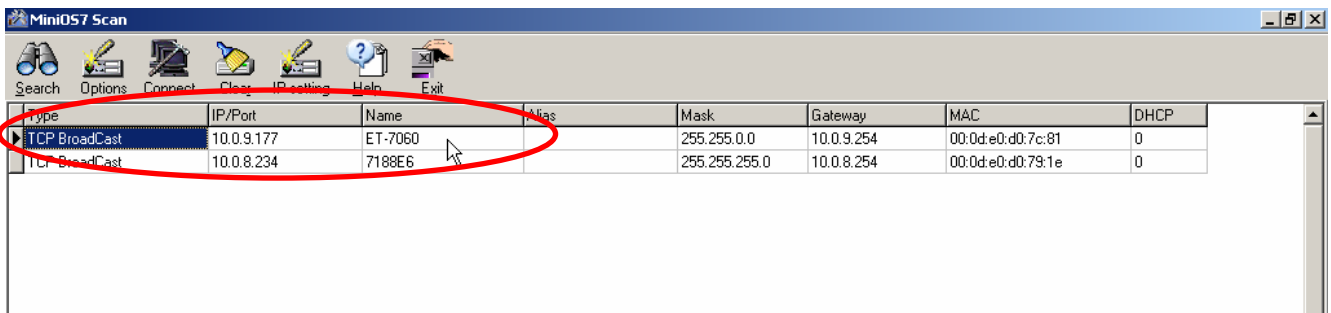 MiniOS7 Scan
Search Options Connect Clear IP setting Help Exit
Type IP/Port Name Alias Mask Gateway MAC DHCP
TCP BroadCast 10.0.9.177 ET-7060 255.255.0.0 10.0.9.254 00:0d:e0:d0:7c:81 0
TCP BroadCast 10.0.8.234 7188E6 255.255.255.0 10.0.8.254 00:0d:e0:d0:79:1e 0